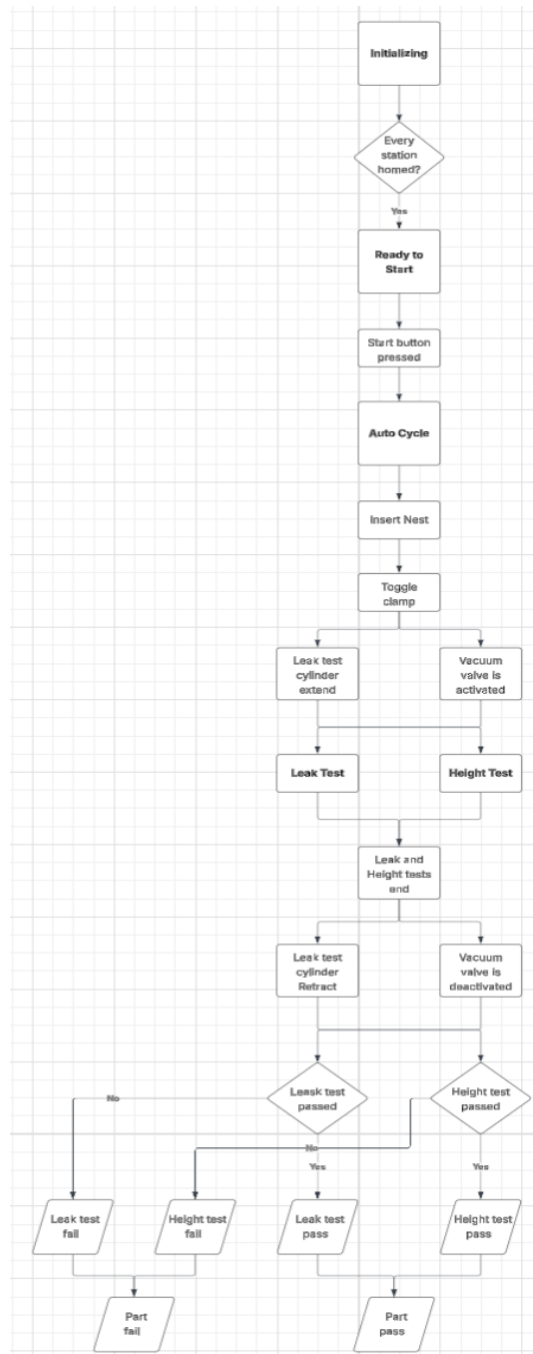 Initializing
Every
station
homed?
Yes
Ready to
Start
Start button
pressed
Auto Cycle
Insert Nest
Toggle
clamp
Leak test
cylinder
extend
Vacuum
valve is
activated
Leak Test
Height Test
Leak and
Height tests
end
Leak test
cylinder
Retract
Vacuum
valve is
deactivated
Leask test
passed
Height test
passed
No
No
Yes
Yes
Leak test
fail
Height test
fail
Leak test
pass
Height test
pass
Part
fail
Part
pass